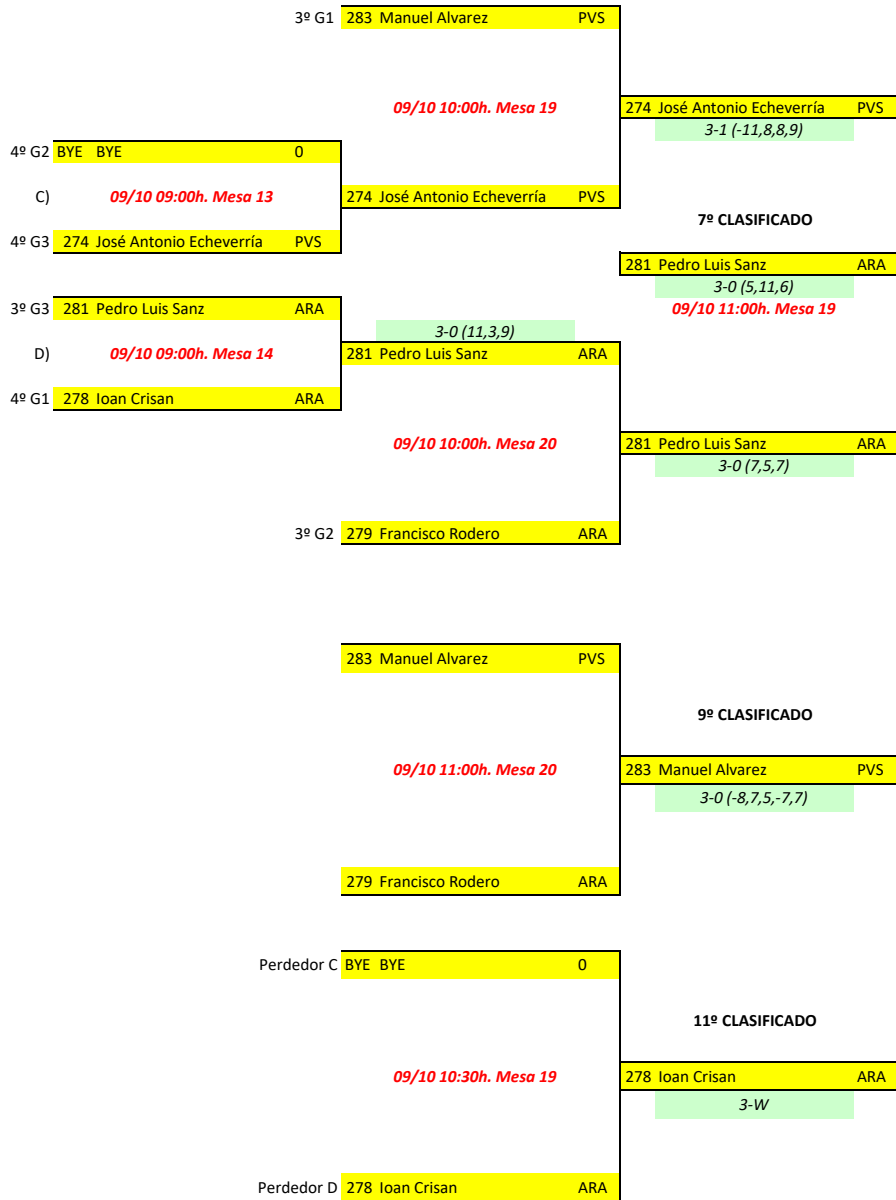 3º G1 283 Manuel Alvarez PVS
09/10 10:00h. Mesa 19 274 José Antonio Echeverría PVS
3-1 (-11,8,8,9)
4º G2 BYE BYE 0
C) 09/10 09:00h. Mesa 13 274 José Antonio Echeverría PVS
7º CLASIFICADO
4º G3 274 José Antonio Echeverría PVS
281 Pedro Luis Sanz ARA
3-0 (5,11,6)
3º G3 281 Pedro Luis Sanz ARA 09/10 11:00h. Mesa 19
3-0 (11,3,9)
D) 09/10 09:00h. Mesa 14 281 Pedro Luis Sanz ARA
4º G1 278 Ioan Crisan ARA
09/10 10:00h. Mesa 20 281 Pedro Luis Sanz ARA
3-0 (7,5,7)
3º G2 279 Francisco Rodero ARA
283 Manuel Alvarez PVS
9º CLASIFICADO
09/10 11:00h. Mesa 20 283 Manuel Alvarez PVS
3-0 (-8,7,5,-7,7)
279 Francisco Rodero ARA
Perdedor C BYE BYE 0
11º CLASIFICADO
09/10 10:30h. Mesa 19 278 Ioan Crisan ARA
3-W
Perdedor D 278 Ioan Crisan ARA